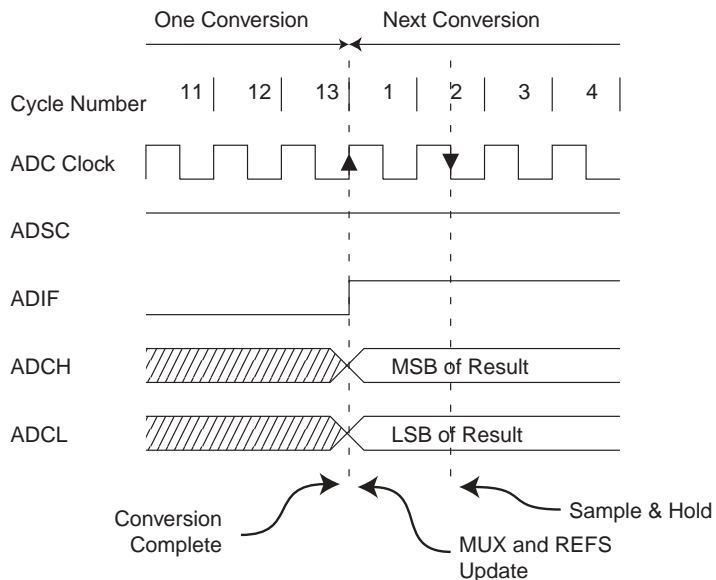 One Conversion Next Conversion
Cycle Number 11 12 13 1 2 3 4
ADC Clock
ADSC
ADIF
ADCH MSB of Result
ADCL LSB of Result
Sample & Hold
Conversion
Complete
MUX and REFS
Update